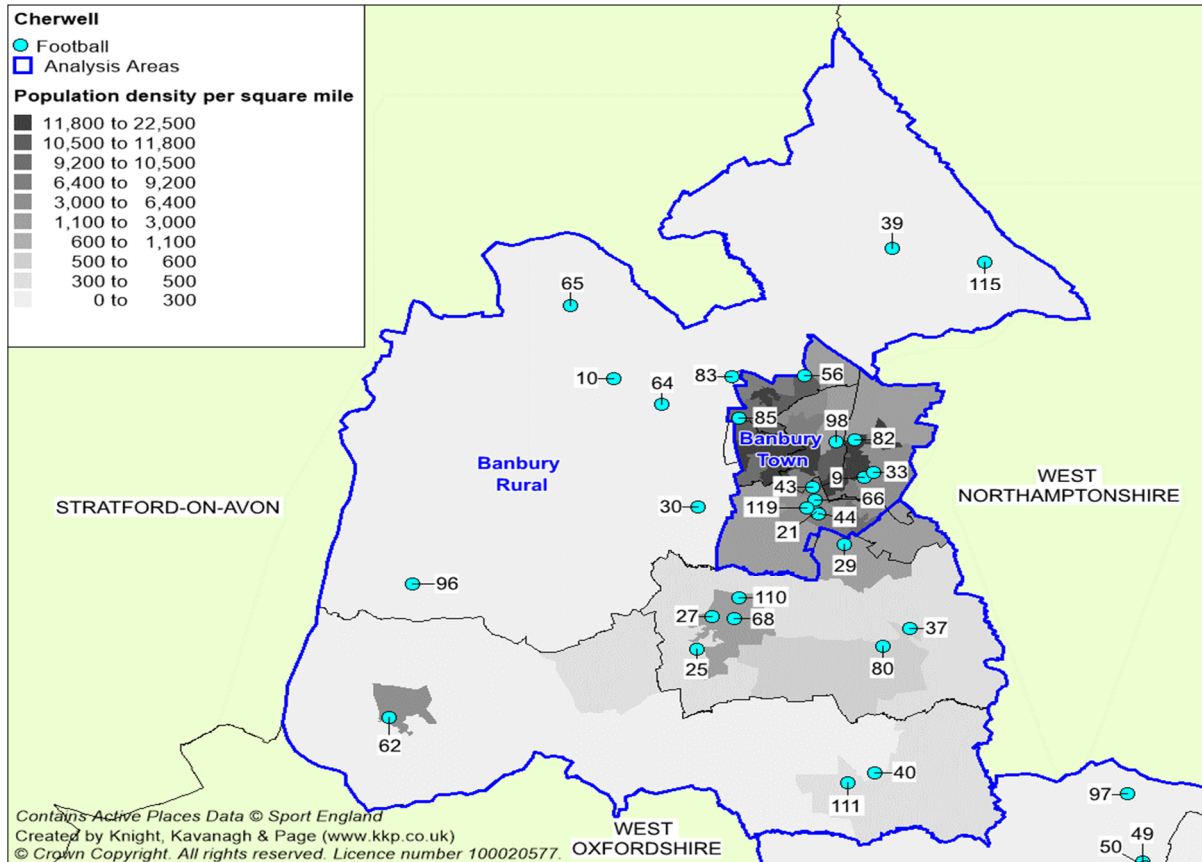 Cherwell
Football
Analysis Areas
Population density per square mile
11,800 to 22,500
10,500 to 11,800
9,200 to 10,500
6,400 to 9,200
3,000 to 6,400
1,100 to 3,000
600 to 1,100
500 to 600
300 to 500
0 to 300
39
115
65
10
83
56
64
85
98
82
Banbury
Town
Banbury
Rural
9
33
WEST
NORTHAMPTONSHIRE
43
66
STRATFORD-ON-AVON
30
119
44
21
29
96
110
27
68
37
25
80
62
40
111
97
49
50
WEST
OXFORDSHIRE
Contains Active Places Data © Sport England
Created by Knight, Kavanagh & Page (www.kkp.co.uk)
© Crown Copyright. All rights reserved. Licence number 100020577.